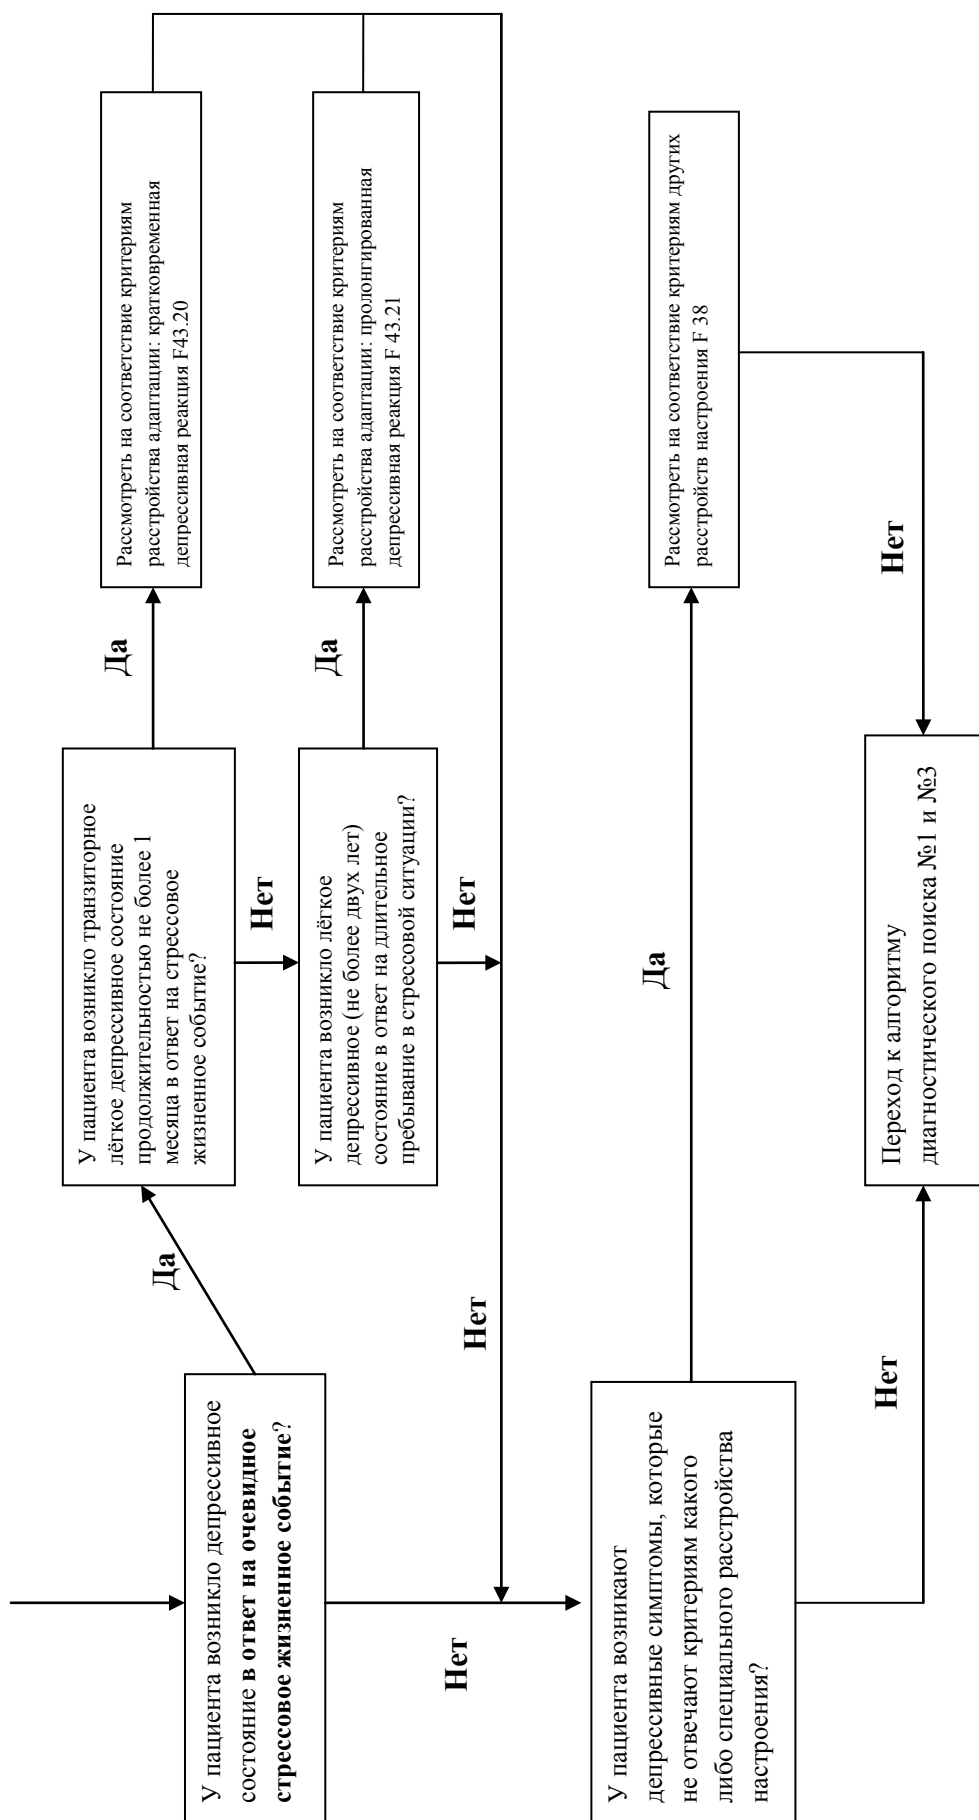 У пациента возникло депрессивное
состояние в ответ на очевидное
стрессовое жизненное событие?
Да
У пациента возникло транзиторное
лёгкое депрессивное состояние
продолжительностью не более 1
месяца в ответ на стрессовое
жизненное событие?
Да
Рассмотреть на соответствие критериям
расстройства адаптации: кратковременная
депрессивная реакция F43.20
Нет
У пациента возникло лёгкое
депрессивное (не более двух лет)
состояние в ответ на длительное
пребывание в стрессовой ситуации?
Да
Рассмотреть на соответствие критериям
расстройства адаптации: пролонгированная
депрессивная реакция F 43.21
Нет
Нет
Нет
У пациента возникают
депрессивные симптомы, которые
не отвечают критериям какого
либо специального расстройства
настроения?
Да
Рассмотреть на соответствие критериям других
расстройств настроения F 38
Нет
Нет
Переход к алгоритму
диагностического поиска №1 и №3